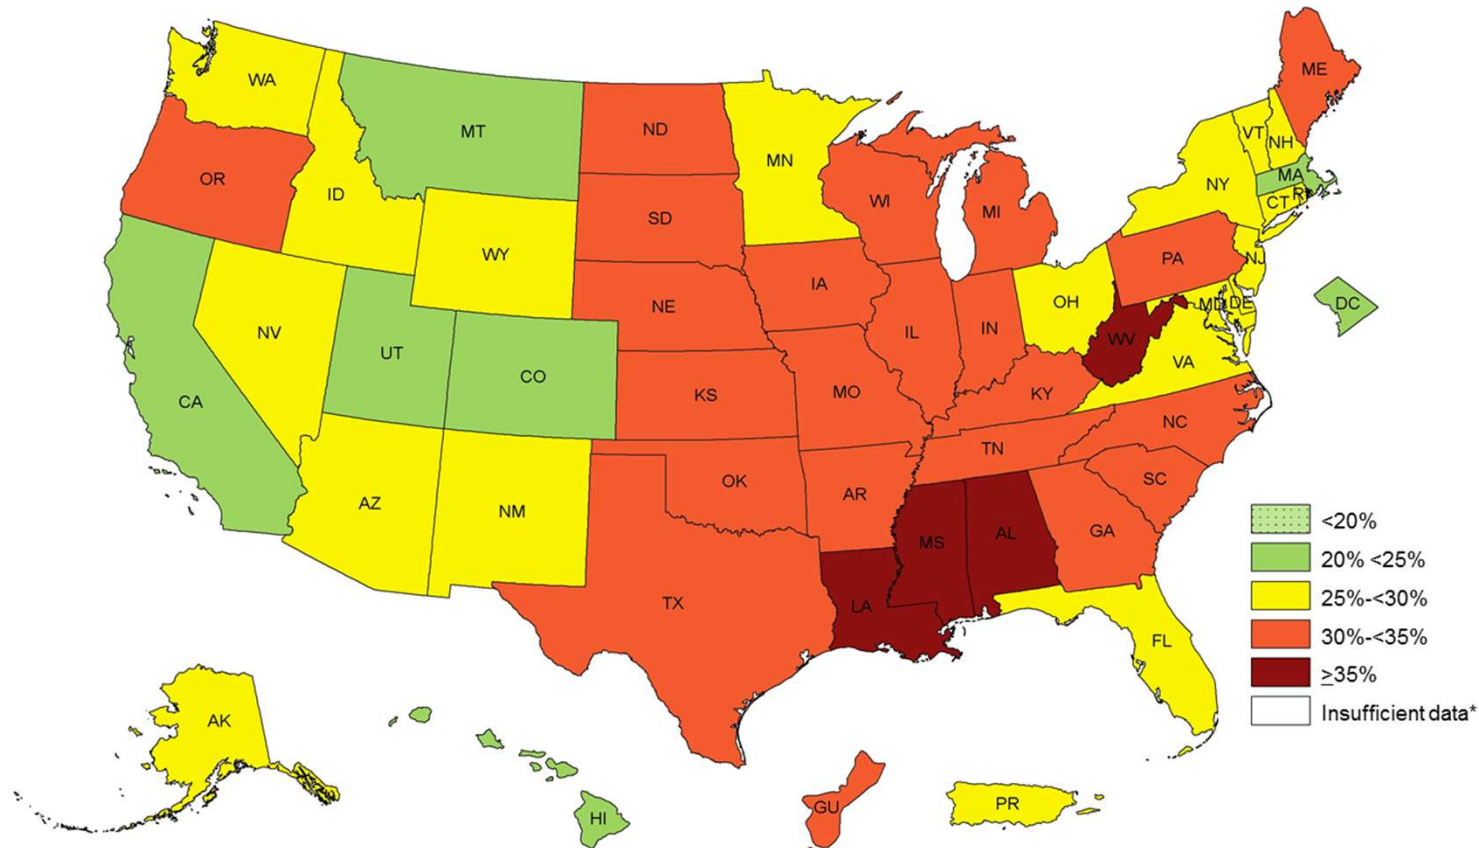 ME
WA
MT
ND
VT
NH
MN
OR
MA
NY
ID
WI
CT
RI
MI
SD
WY
PA
NJ
IA
NE
OH
MD
DE
DC
NV
IL
IN
WV
UT
CO
VA
CA
KS
MO
KY
NC
TN
OK
SC
AR
AZ
NM
GA
MS
AL
<20%
20% <25%
25%-<30%
TX
LA
30%-<35%
FL
≥35%
Insufficient data*
AK
PR
GU
HI